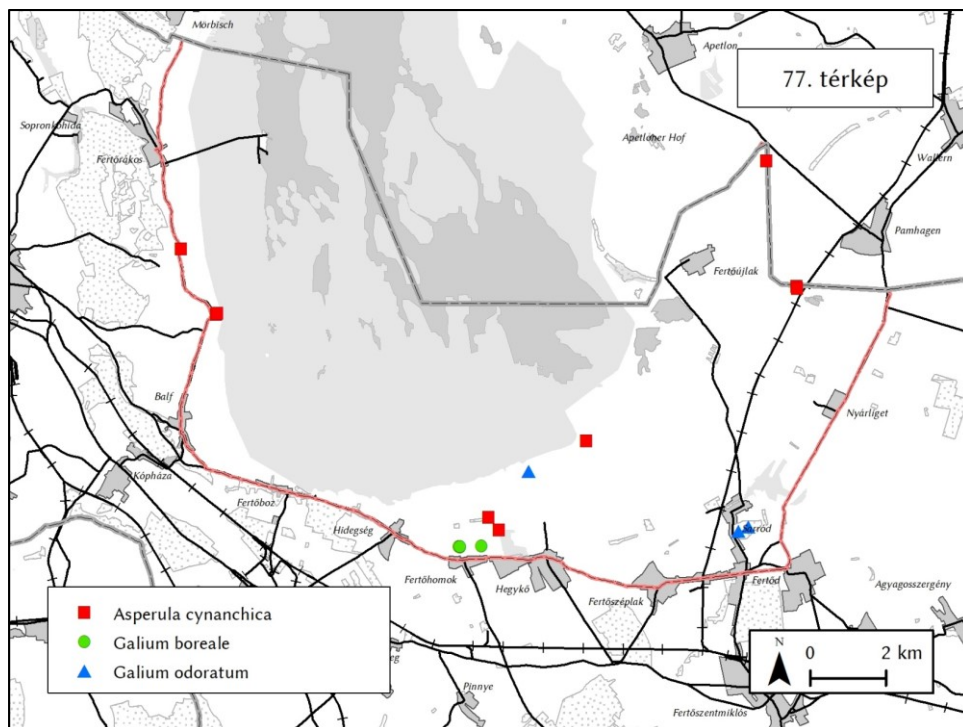 Mörbisch
Apetlon
77. térkép
Sopronkőhida
Apetloner Hof
Fertőrákos
Wallern
Pamhagen
Fertőújlak
Balf
Nyárliget
Kópháza
Fertőboz
Hidegség
Sarród
Fertőhomok
Hegykő
Fertőd
Agyagosszergény
Fertőszéplak
Asperula cynanchica
Galium boreale
Galium odoratum
N
0 2 km
Pinnye
Fertőszentmiklós